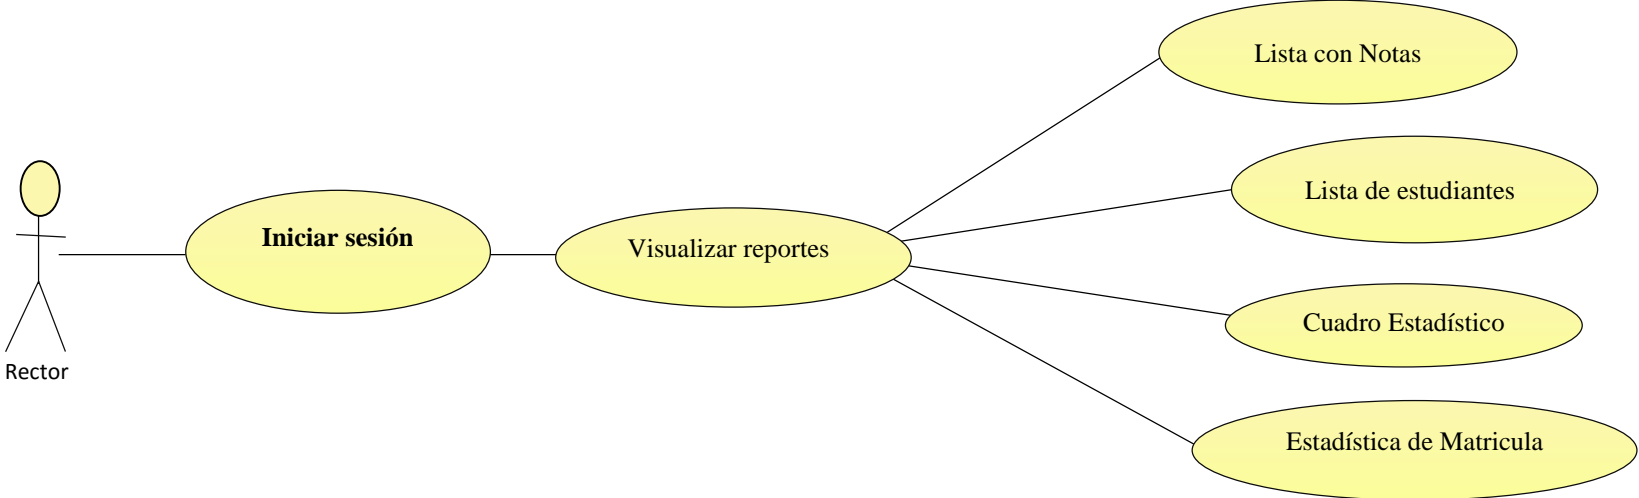 Lista con Notas
Lista de estudiantes
Iniciar sesión
Visualizar reportes
Cuadro Estadístico
Rector
Estadística de Matricula